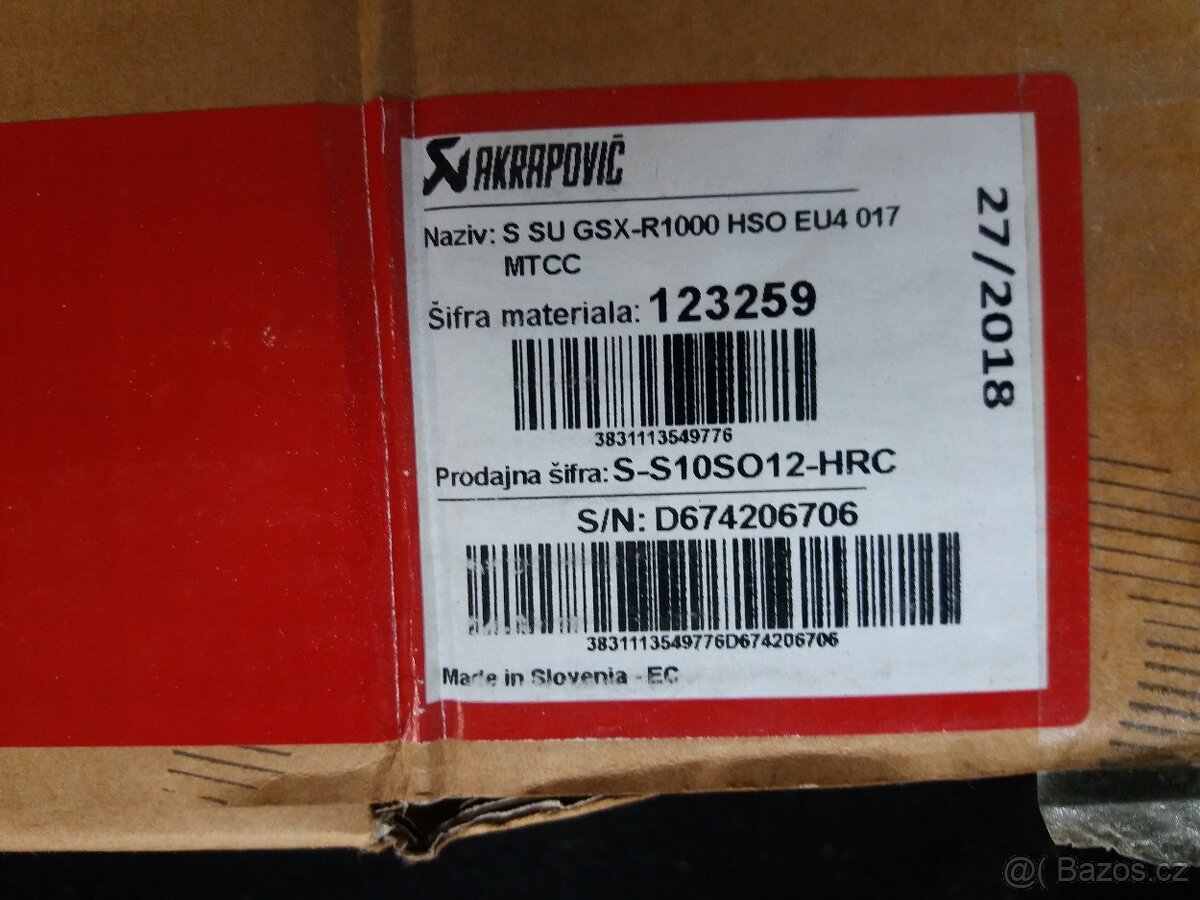 AKRAPOVIČ
Naziv: S SU GSX-R1000 HSO EU4 017
MTCC
Šifra materiala: 123259
3831113549776
Prodajna šifra: S-S10SO12-HRC
S/N: D674206706
3831113549776D674206706
Made in Slovenia - EC
27/2018
@( Bazos.cz